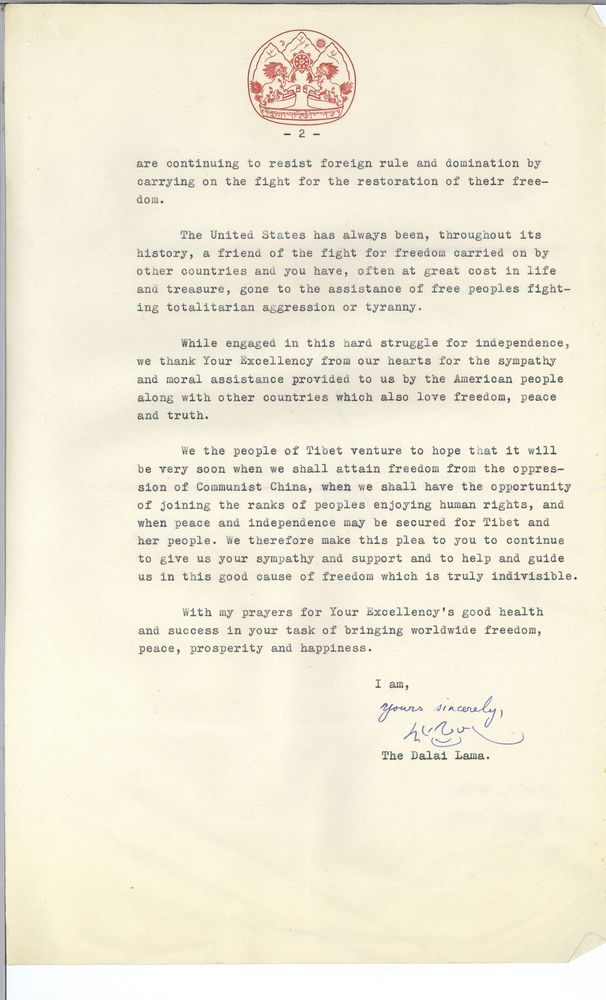 - 2 -
are continuing to resist foreign rule and domination by
carrying on the fight for the restoration of their free-
dom.
The United States has always been, throughout its
history, a friend of the fight for freedom carried on by
other countries and you have, often at great cost in life
and treasure, gone to the assistance of free peoples fight-
ing totalitarian aggression or tyranny.
While engaged in this hard struggle for independence,
we thank Your Excellency from our hearts for the sympathy
and moral assistance provided to us by the American people
along with other countries which also love freedom, peace
and truth.
We the people of Tibet venture to hope that it will
be very soon when we shall attain freedom from the oppres-
sion of Communist China, when we shall have the opportunity
of joining the ranks of peoples enjoying human rights, and
when peace and independence may be secured for Tibet and
her people. We therefore make this plea to you to continue
to give us your sympathy and support and to help and guide
us in this good cause of freedom which is truly indivisible.
With my prayers for Your Excellency's good health
and success in your task of bringing worldwide freedom,
peace, prosperity and happiness.
I am,
yours sincerely,
The Dalai Lama.